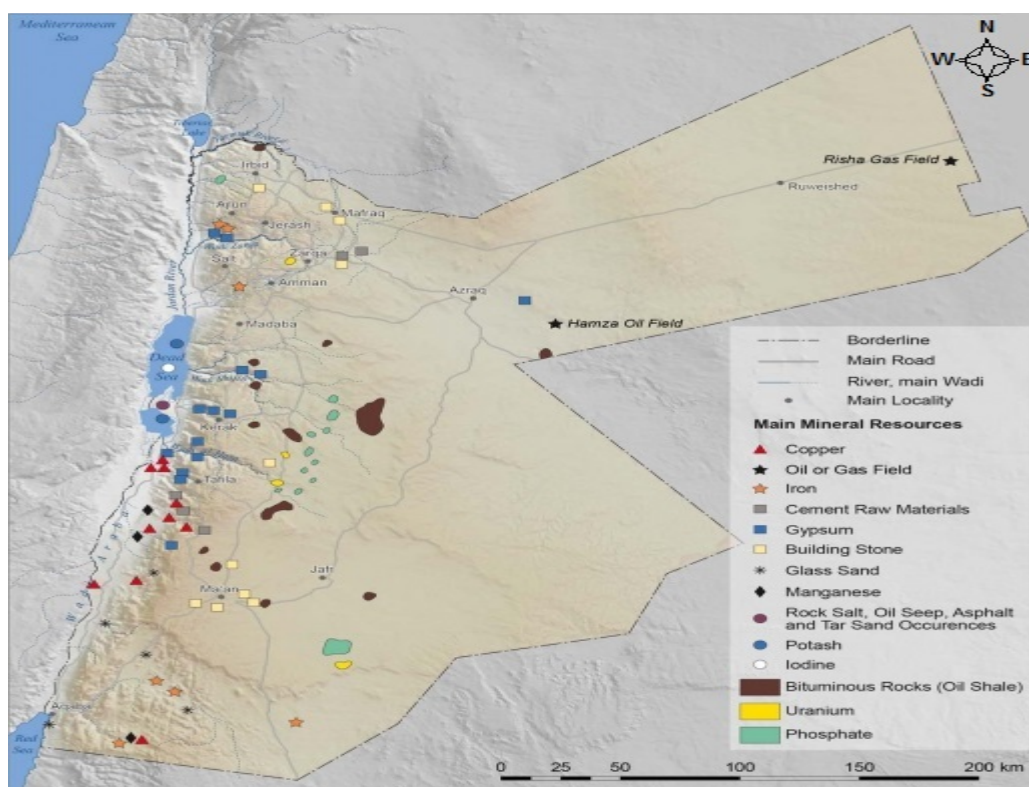 Mediterranean
Sea
N
W E
S
Irbid
Risha Gas Field
Ruweished
Ajlun
Mafraq
Jerash
Zarqa
Salt
Amman
Azraq
Jordan River
Madaba
Hamza Oil Field
Dead
Sea
Kerak
Tafila
Wadi Araba
Jafr
Ma'an
Aqaba
Red
Sea
Borderline
Main Road
River, main Wadi
Main Locality
Main Mineral Resources
Copper
Oil or Gas Field
Iron
Cement Raw Materials
Gypsum
Building Stone
Glass Sand
Manganese
Rock Salt, Oil Seep, Asphalt
and Tar Sand Occurences
Potash
Iodine
Bituminous Rocks (Oil Shale)
Uranium
Phosphate
0 25 50 100 150 200 km